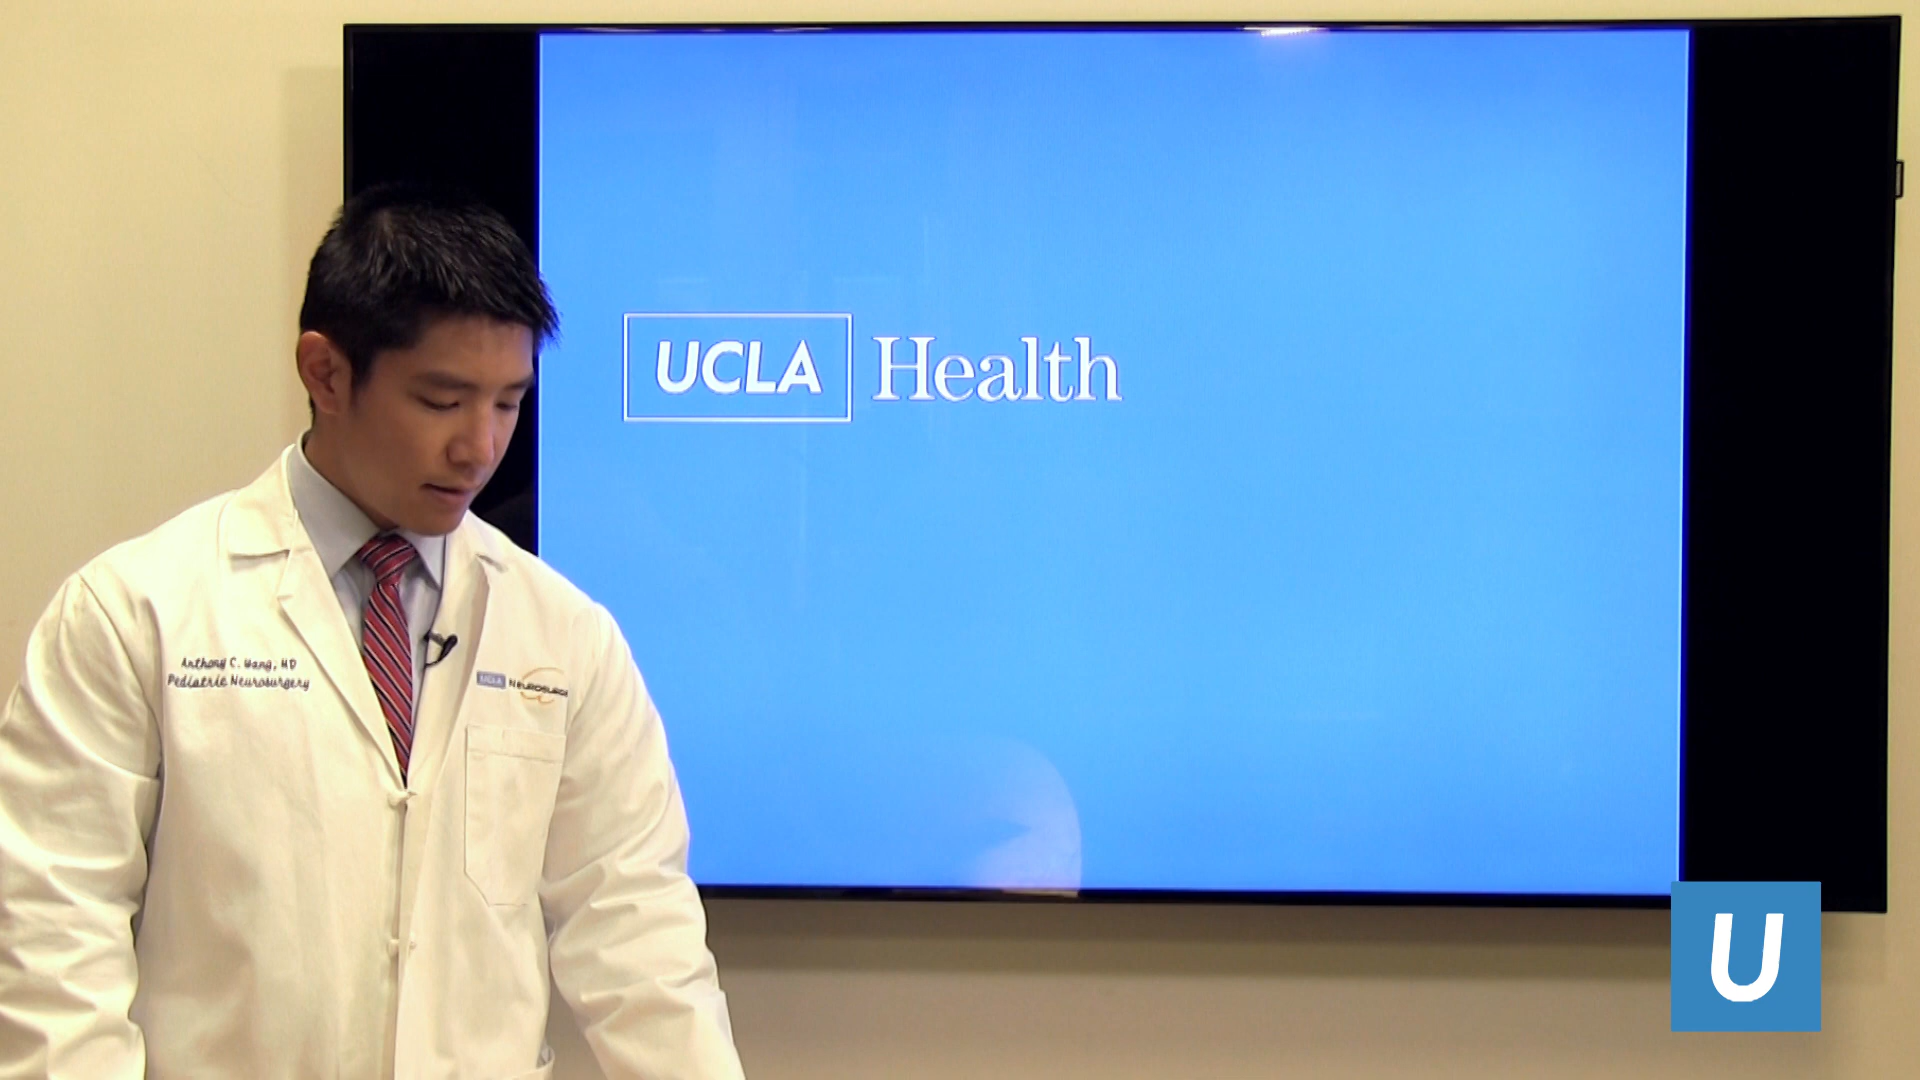 UCLA Health
Anthony C. Wang, MD
Pediatric Neurosurgery
UCLA
U